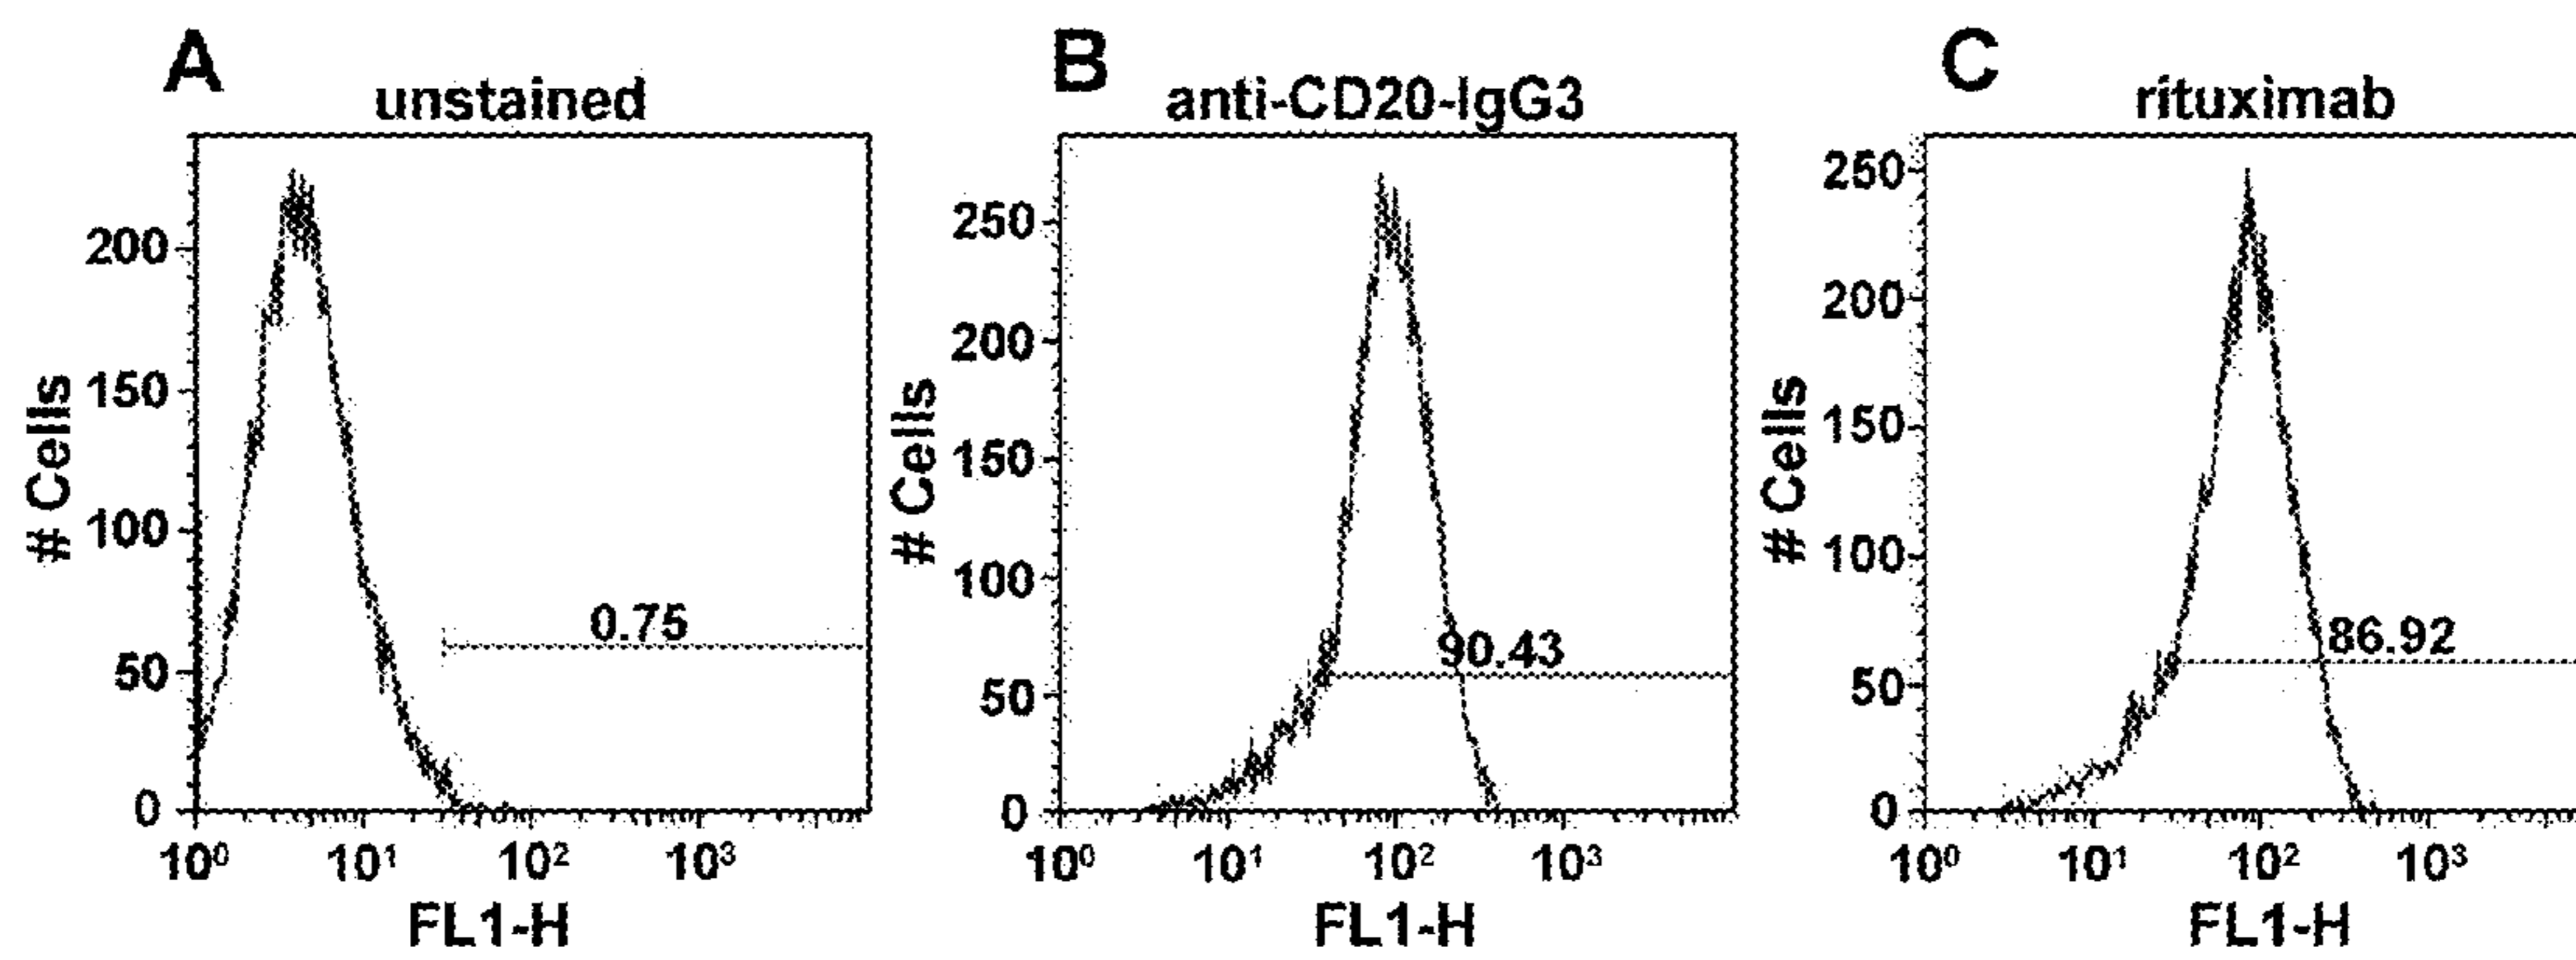 A
unstained
# Cells
200
150
100
50
0
0.75
10⁰ 10¹ 10² 10³
FL1-H
B
anti-CD20-IgG3
# Cells
250
200
150
100
50
0
90.43
10⁰ 10¹ 10² 10³
FL1-H
C
rituximab
# Cells
250
200
150
100
50
0
86.92
10⁰ 10¹ 10² 10³
FL1-H